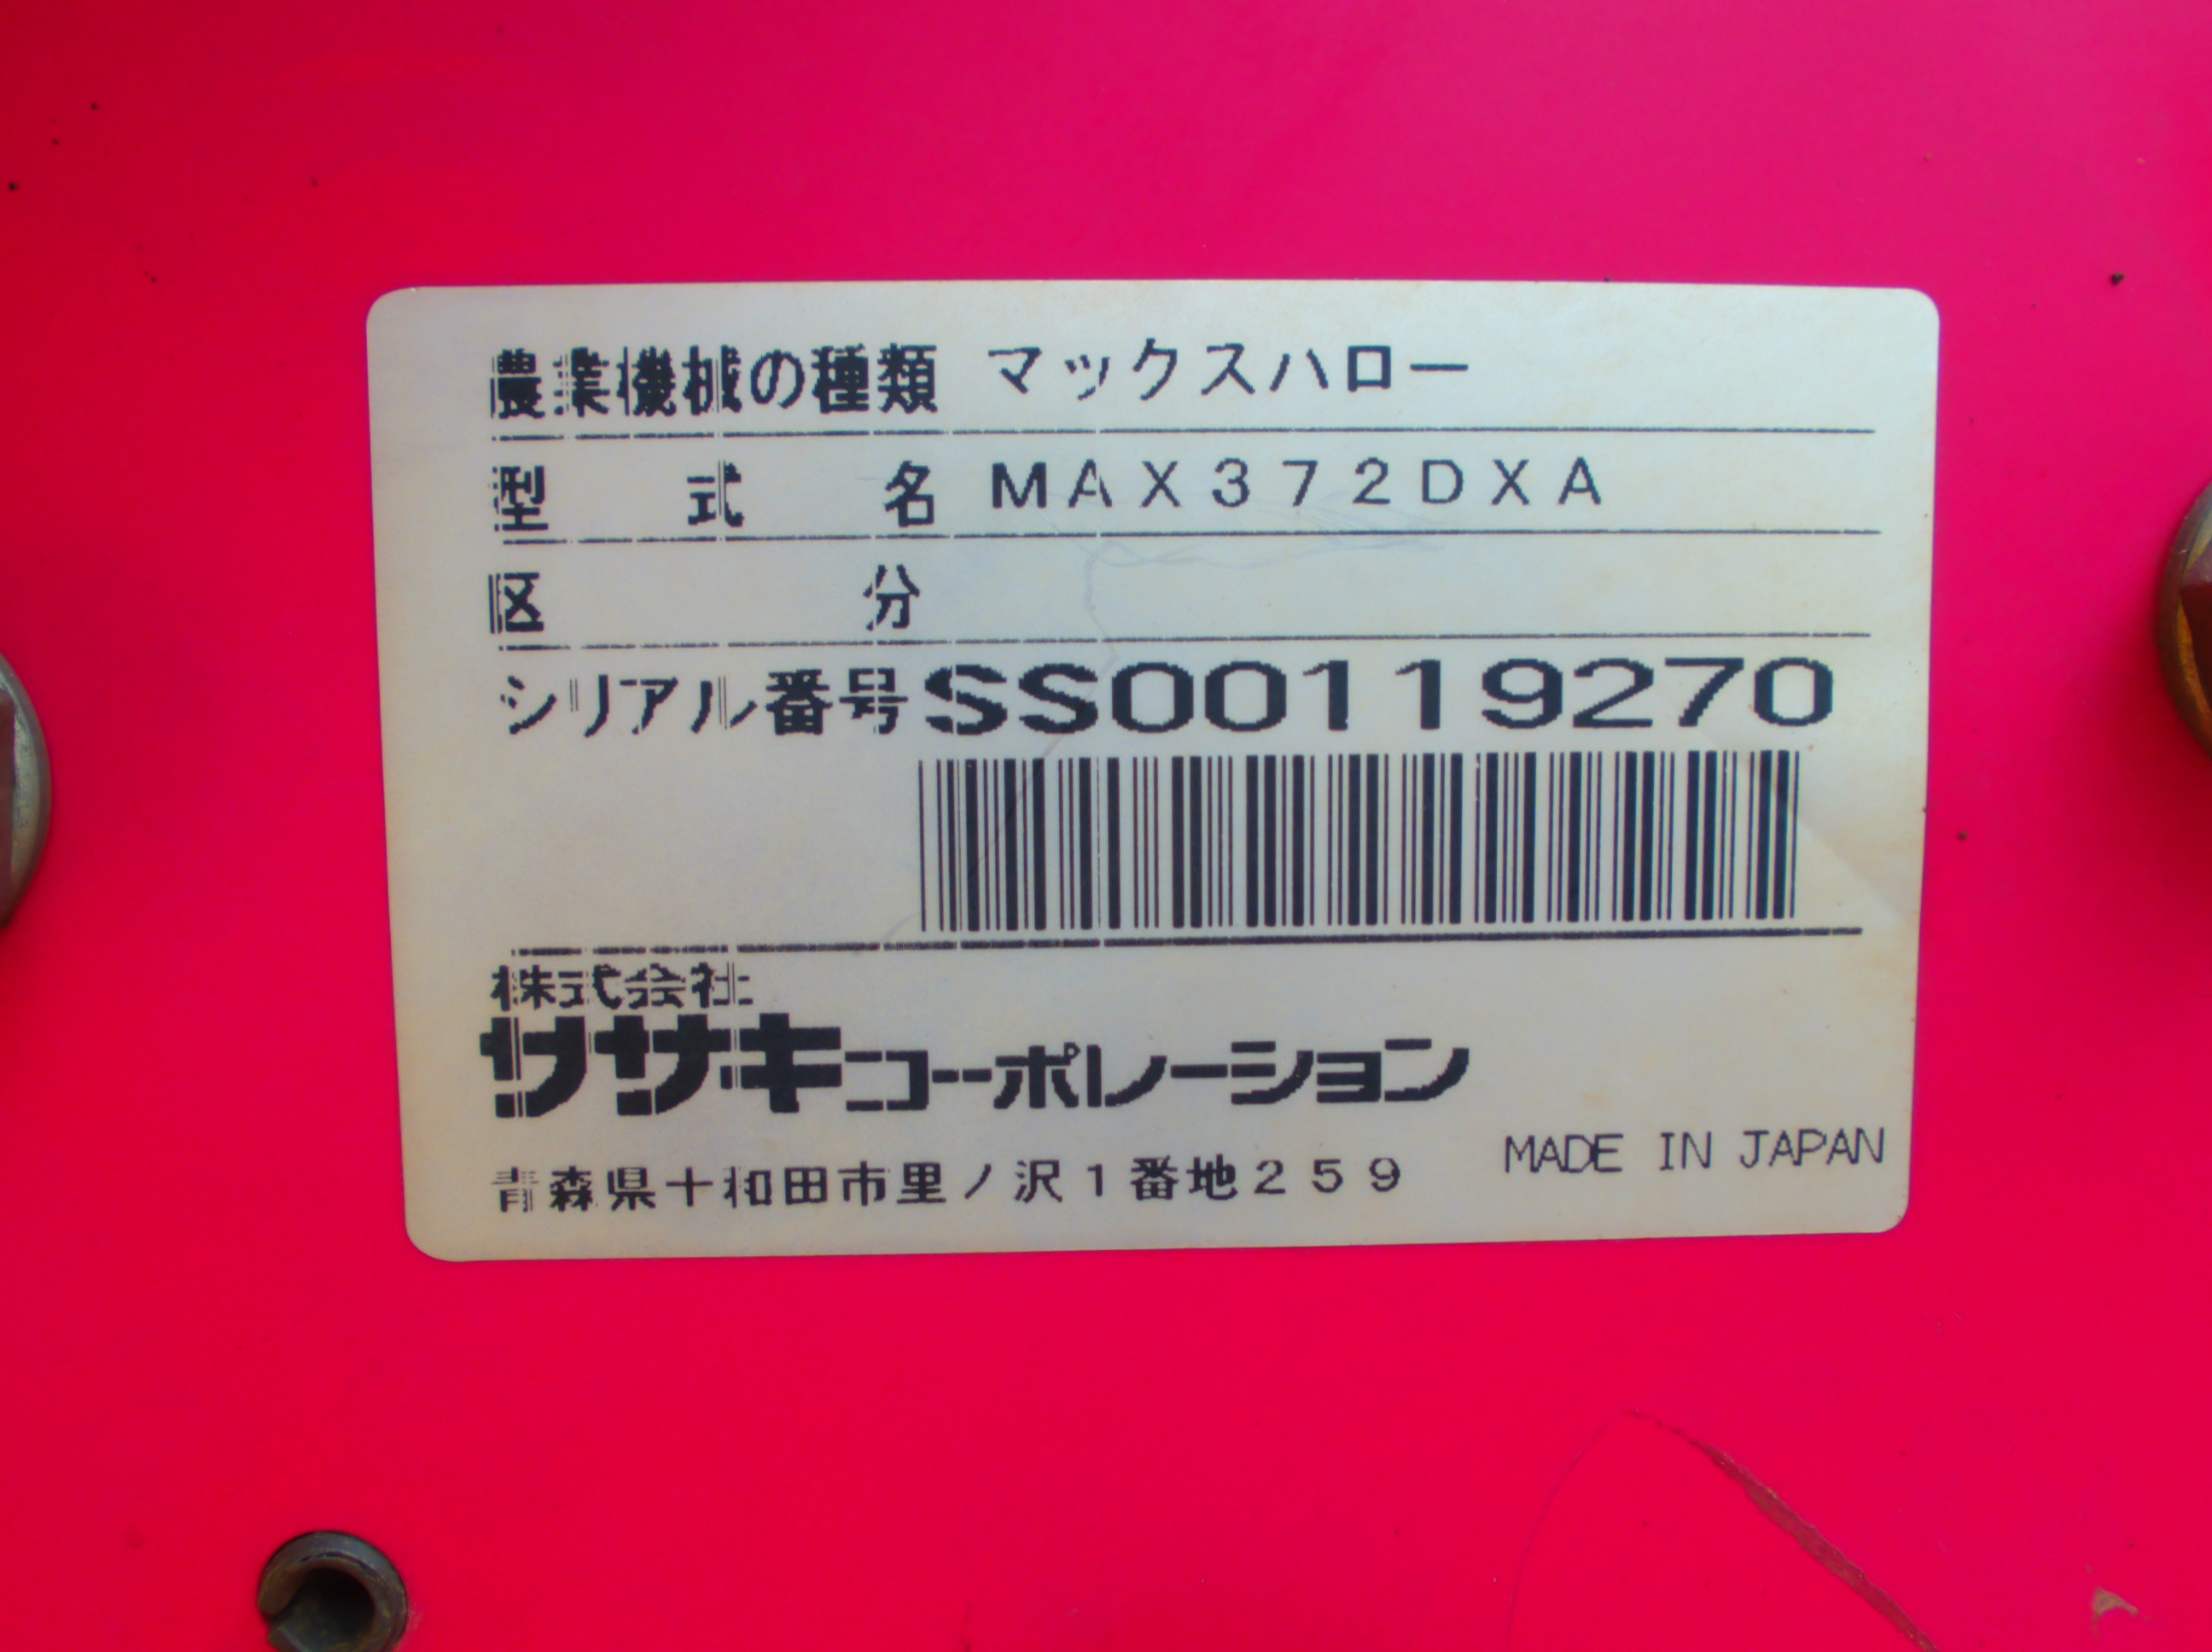 農業機械の種類 マックスハロー
型式名 MAX372DXA
区分
シリアル番号 SS00119270
株式会社
ササキコーポレーション
青森県十和田市里ノ沢1番地259 MADE IN JAPAN